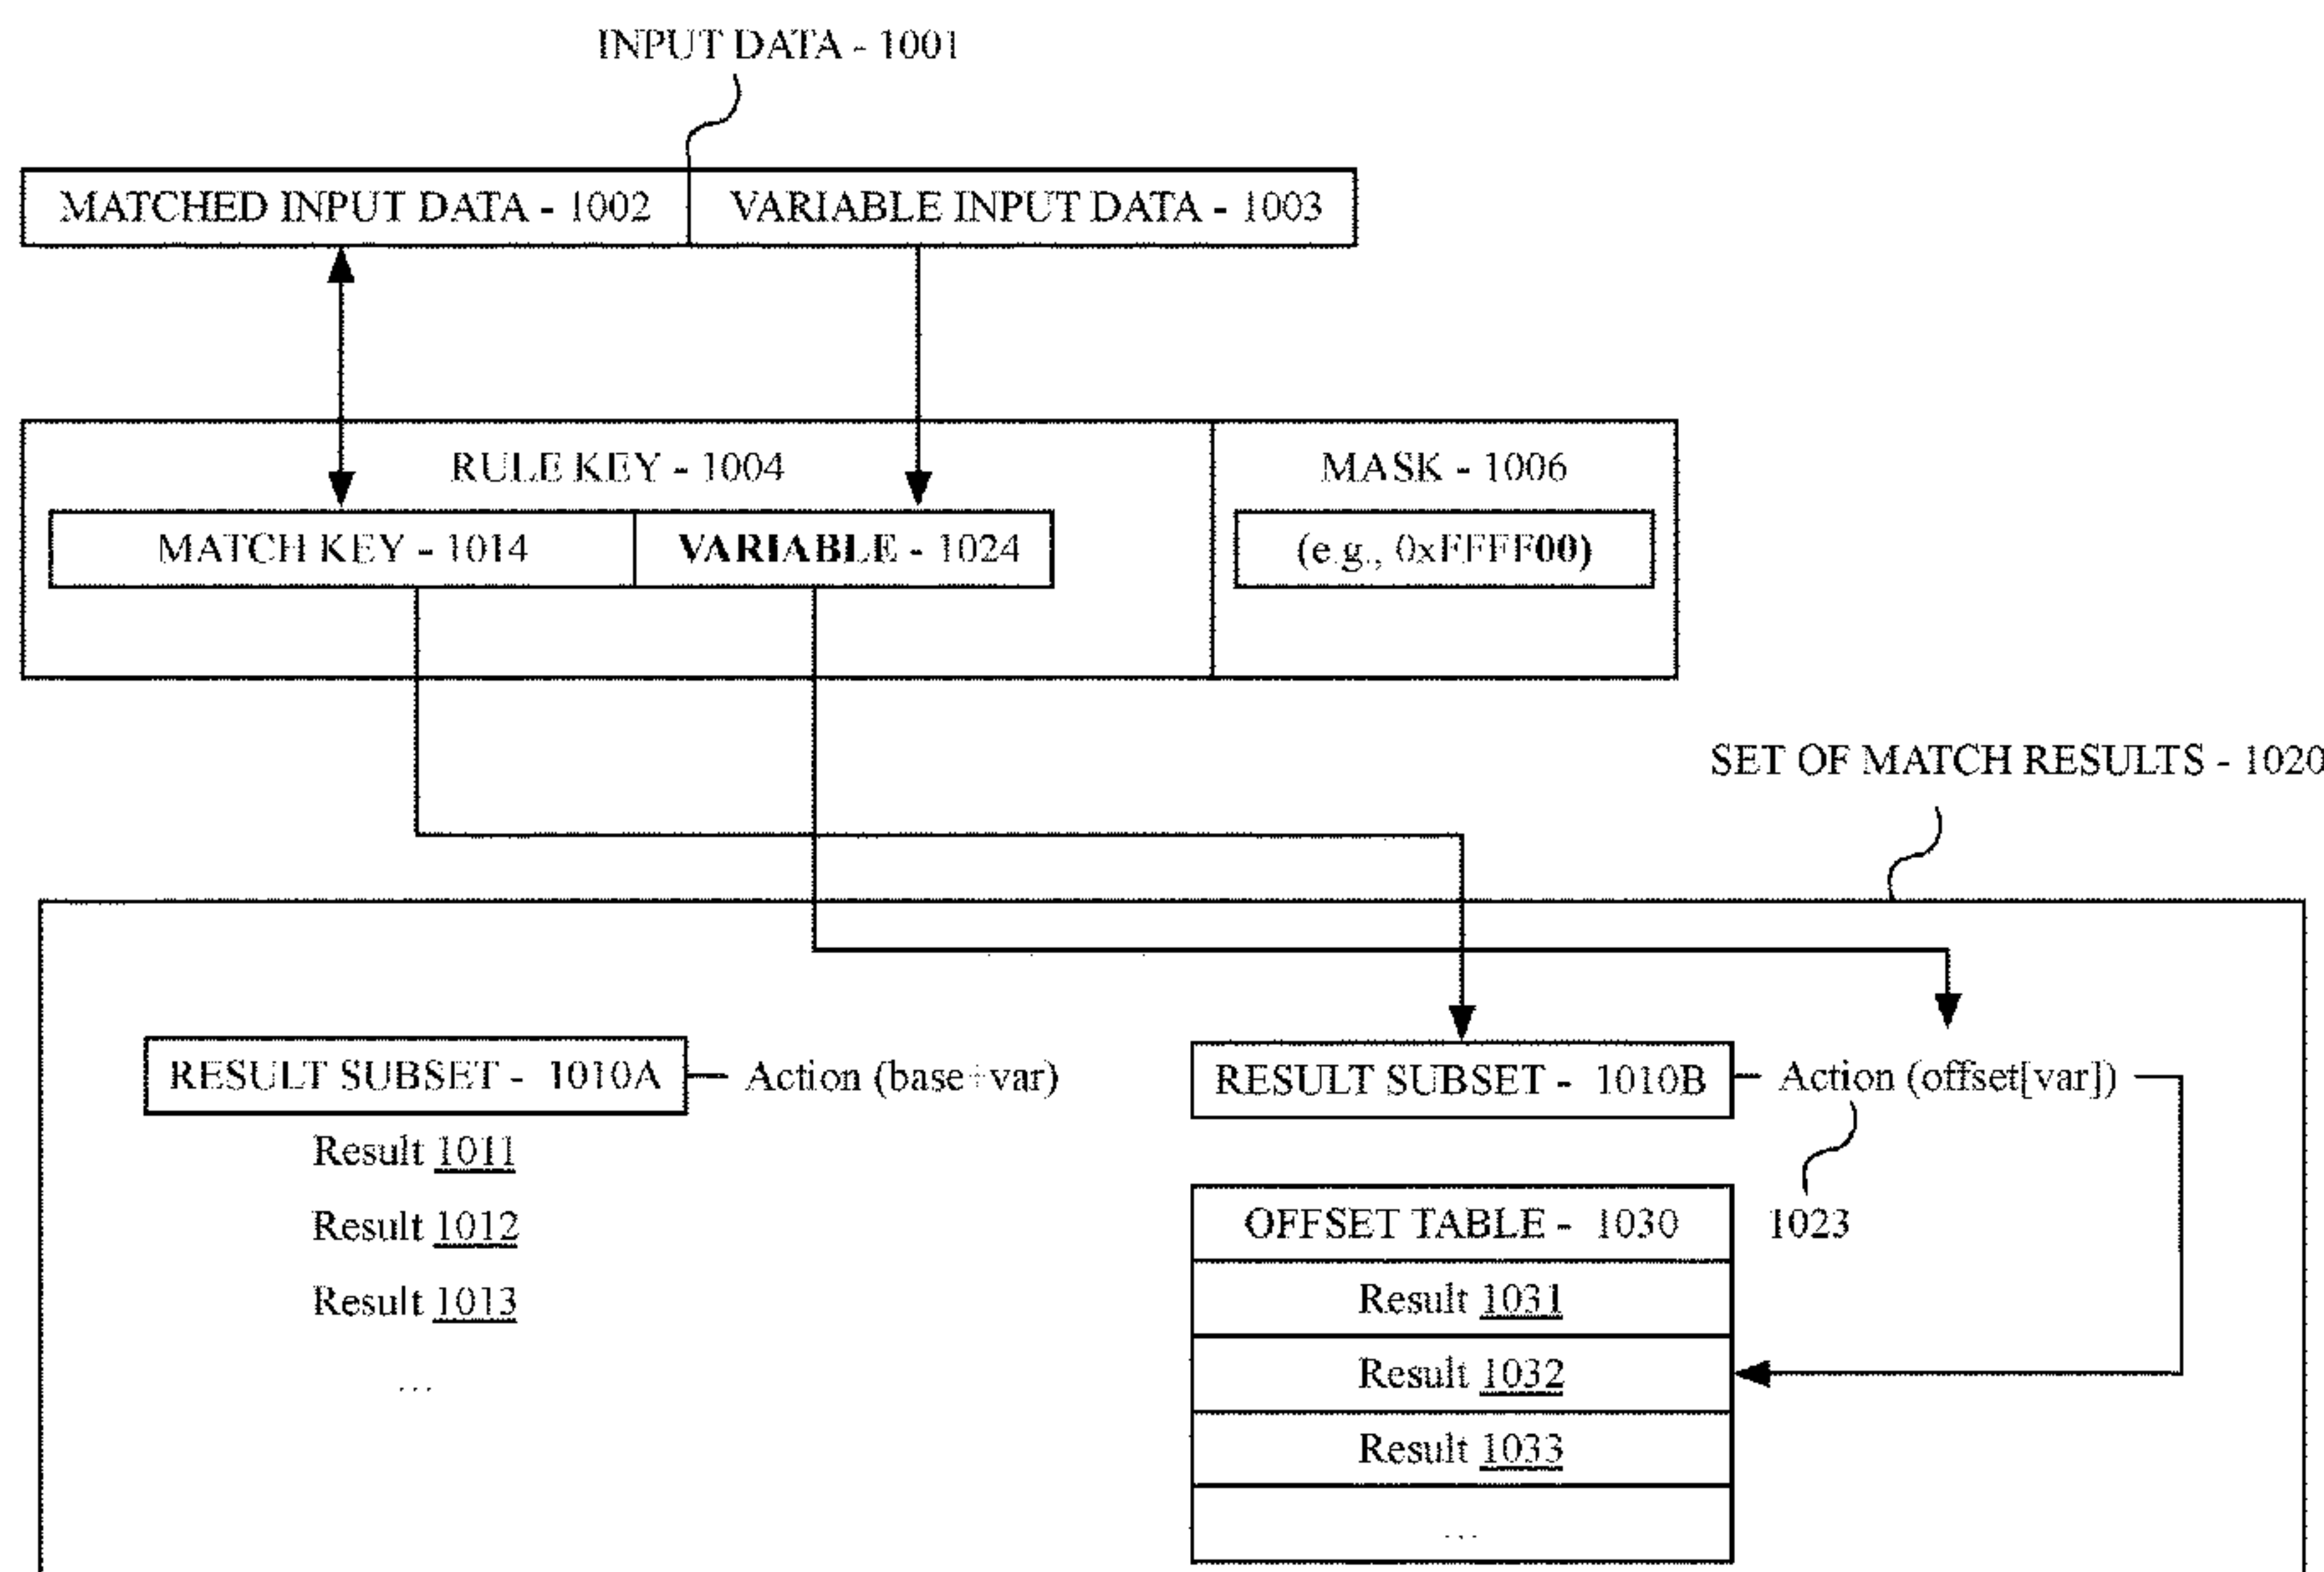 INPUT DATA - 1001
MATCHED INPUT DATA - 1002
VARIABLE INPUT DATA - 1003
RULE KEY - 1004
MASK - 1006
MATCH KEY - 1014
VARIABLE - 1024
(e.g., 0xFFFF00)
SET OF MATCH RESULTS - 1020
RESULT SUBSET - 1010A
Action (base+var)
RESULT SUBSET - 1010B
Action (offset[var])
Result 1011
Result 1012
Result 1013
...
1023
OFFSET TABLE - 1030
Result 1031
Result 1032
Result 1033
...